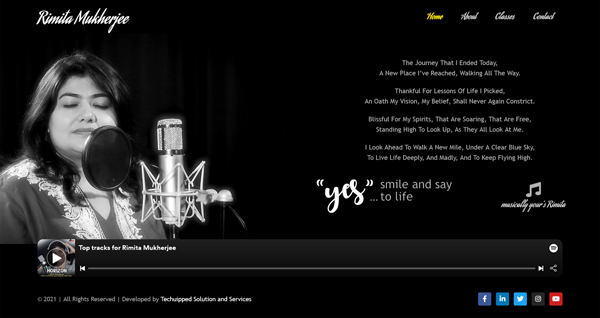 Rimita Mukherjee
Home About Classes Contact
The Journey That I Ended Today,
A New Place I've Reached, Walking All The Way.
Thankful For Lessons Of Life I Picked,
An Oath My Vision, My Belief, Shall Never Again Constrict.
Blissful For My Spirits, That Are Soaring, That Are Free,
Standing High To Look Up, As They All Look At Me.
I Look Ahead To Walk A New Mile, Under A Clear Blue Sky,
To Live Life Deeply, And Madly, And To Keep Flying High.
“yes” smile and say
... to life
musically your's Rimita
Top tracks for Rimita Mukherjee
HORIZON
© 2021 | All Rights Reserved | Developed by Techuipped Solution and Services